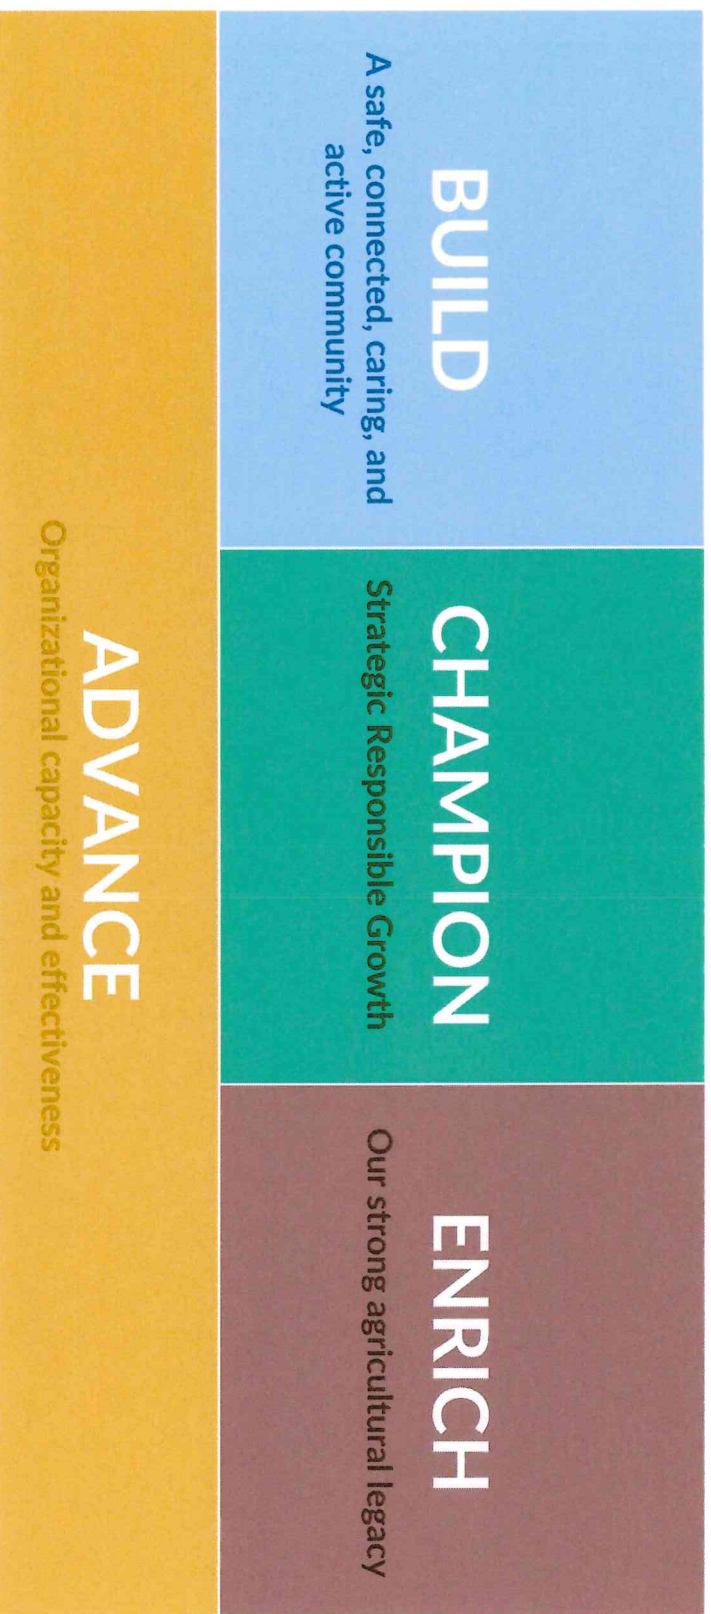 BUILD
A safe, connected, caring, and
active community
CHAMPION
Strategic Responsible Growth
ENRICH
Our strong agricultural legacy
ADVANCE
Organizational capacity and effectiveness